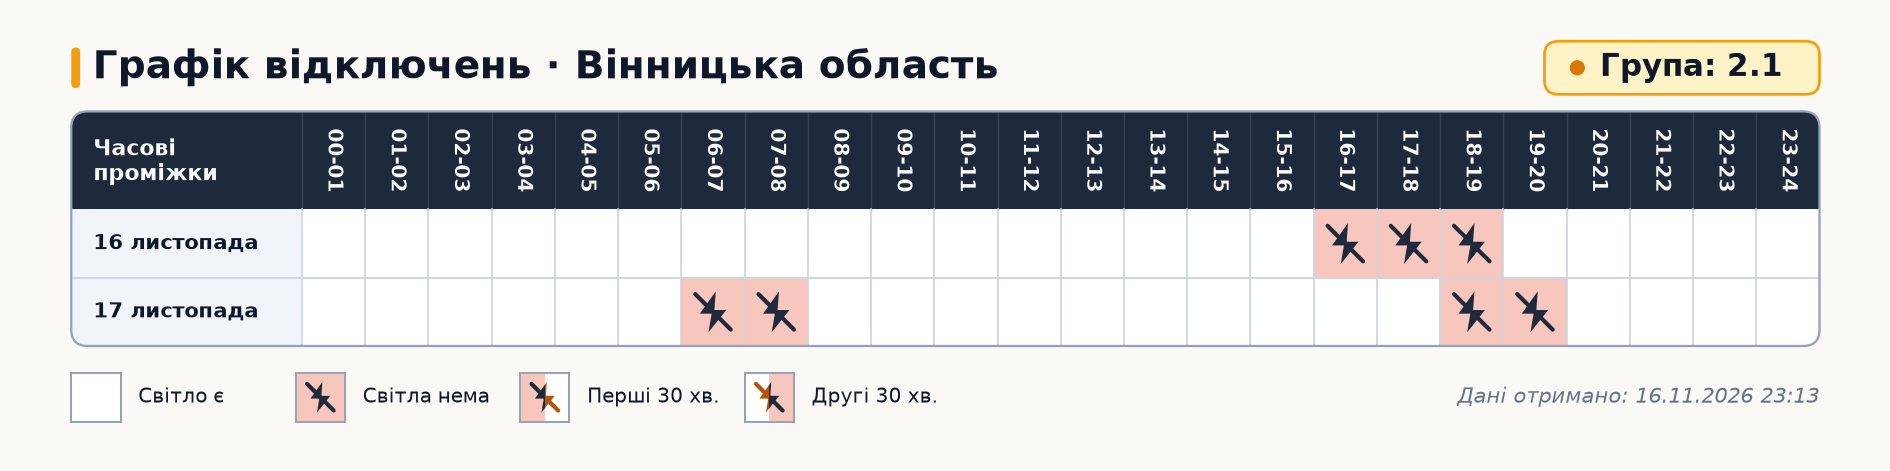 Графік відключень · Вінницька область
Група: 2.1
Часові
проміжки
00-01 01-02 02-03 03-04 04-05 05-06 06-07 07-08 08-09 09-10 10-11 11-12 12-13 13-14 14-15 15-16 16-17 17-18 18-19 19-20 20-21 21-22 22-23 23-24
16 листопада
17 листопада
Світло є
Світла нема
Перші 30 хв.
Другі 30 хв.
Дані отримано: 16.11.2026 23:13